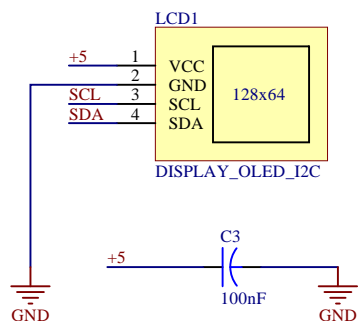 LCD1
+5 1 VCC
2 GND
SCL 3 SCL
SDA 4 SDA
128x64
DISPLAY_OLED_I2C
C3
+5
100nF
GND
GND